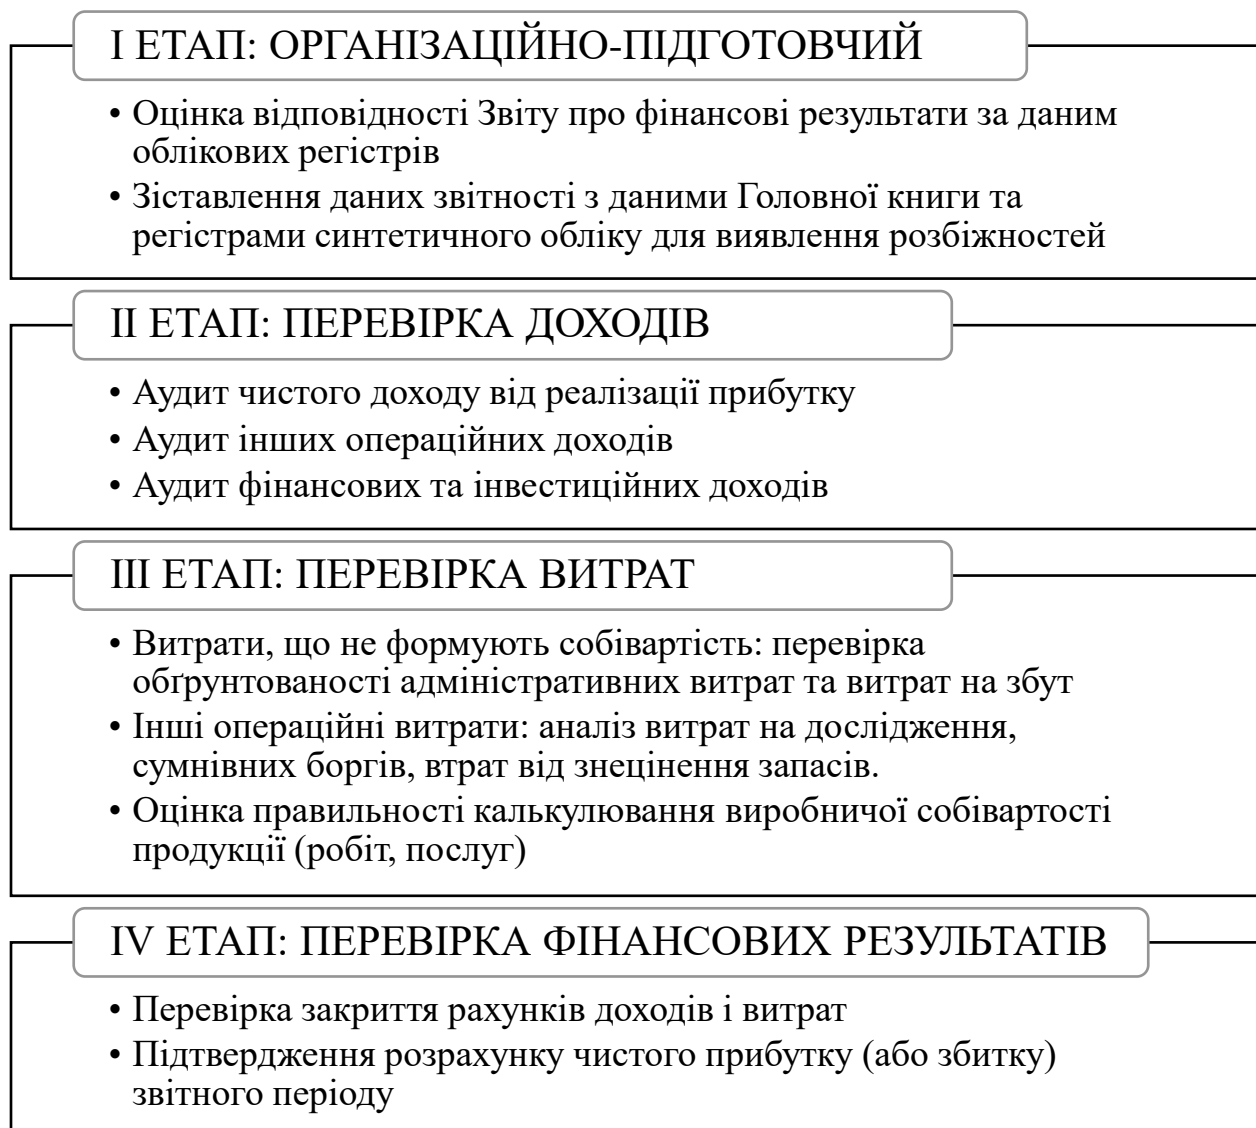 І ЕТАП: ОРГАНІЗАЦІЙНО-ПІДГОТОВЧИЙ
• Оцінка відповідності Звіту про фінансові результати за даним
облікових регістрів
• Зіставлення даних звітності з даними Головної книги та
регістрами синтетичного обліку для виявлення розбіжностей
ІІ ЕТАП: ПЕРЕВІРКА ДОХОДІВ
• Аудит чистого доходу від реалізації прибутку
• Аудит інших операційних доходів
• Аудит фінансових та інвестиційних доходів
ІІІ ЕТАП: ПЕРЕВІРКА ВИТРАТ
• Витрати, що не формують собівартість: перевірка
обґрунтованості адміністративних витрат та витрат на збут
• Інші операційні витрати: аналіз витрат на дослідження,
сумнівних боргів, втрат від знецінення запасів.
• Оцінка правильності калькулювання виробничої собівартості
продукції (робіт, послуг)
IV ЕТАП: ПЕРЕВІРКА ФІНАНСОВИХ РЕЗУЛЬТАТІВ
• Перевірка закриття рахунків доходів і витрат
• Підтвердження розрахунку чистого прибутку (або збитку)
звітного періоду